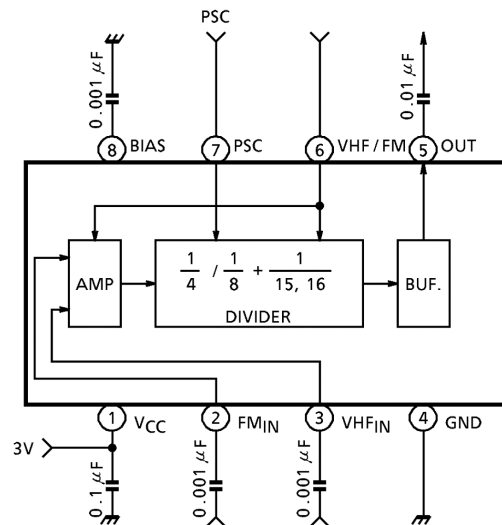 PSC
0.001 μF
0.01 μF
8 BIAS
7 PSC
6 VHF / FM
5 OUT
AMP
1/4 / 1/8 + 1/15, 16
DIVIDER
BUF.
1 VCC
2 FMIN
3 VHFIN
4 GND
3V
0.1 μF
0.001 μF
0.001 μF